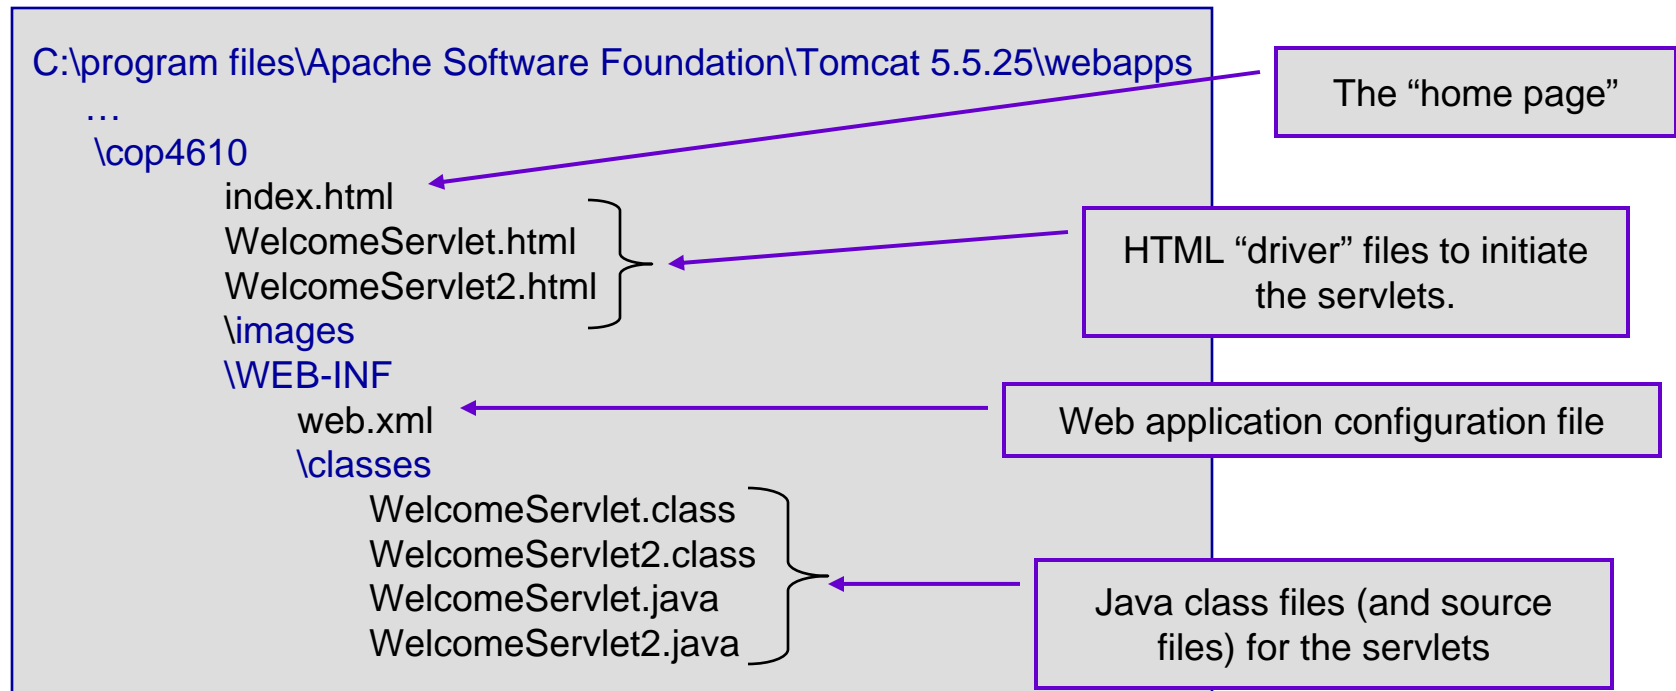 C:\program files\Apache Software Foundation\Tomcat 5.5.25\webapps
…
\cop4610
index.html
WelcomeServlet.html
WelcomeServlet2.html
\images
\WEB-INF
web.xml
\classes
WelcomeServlet.class
WelcomeServlet2.class
WelcomeServlet.java
WelcomeServlet2.java
The “home page”
HTML “driver” files to initiate
the servlets.
Web application configuration file
Java class files (and source
files) for the servlets